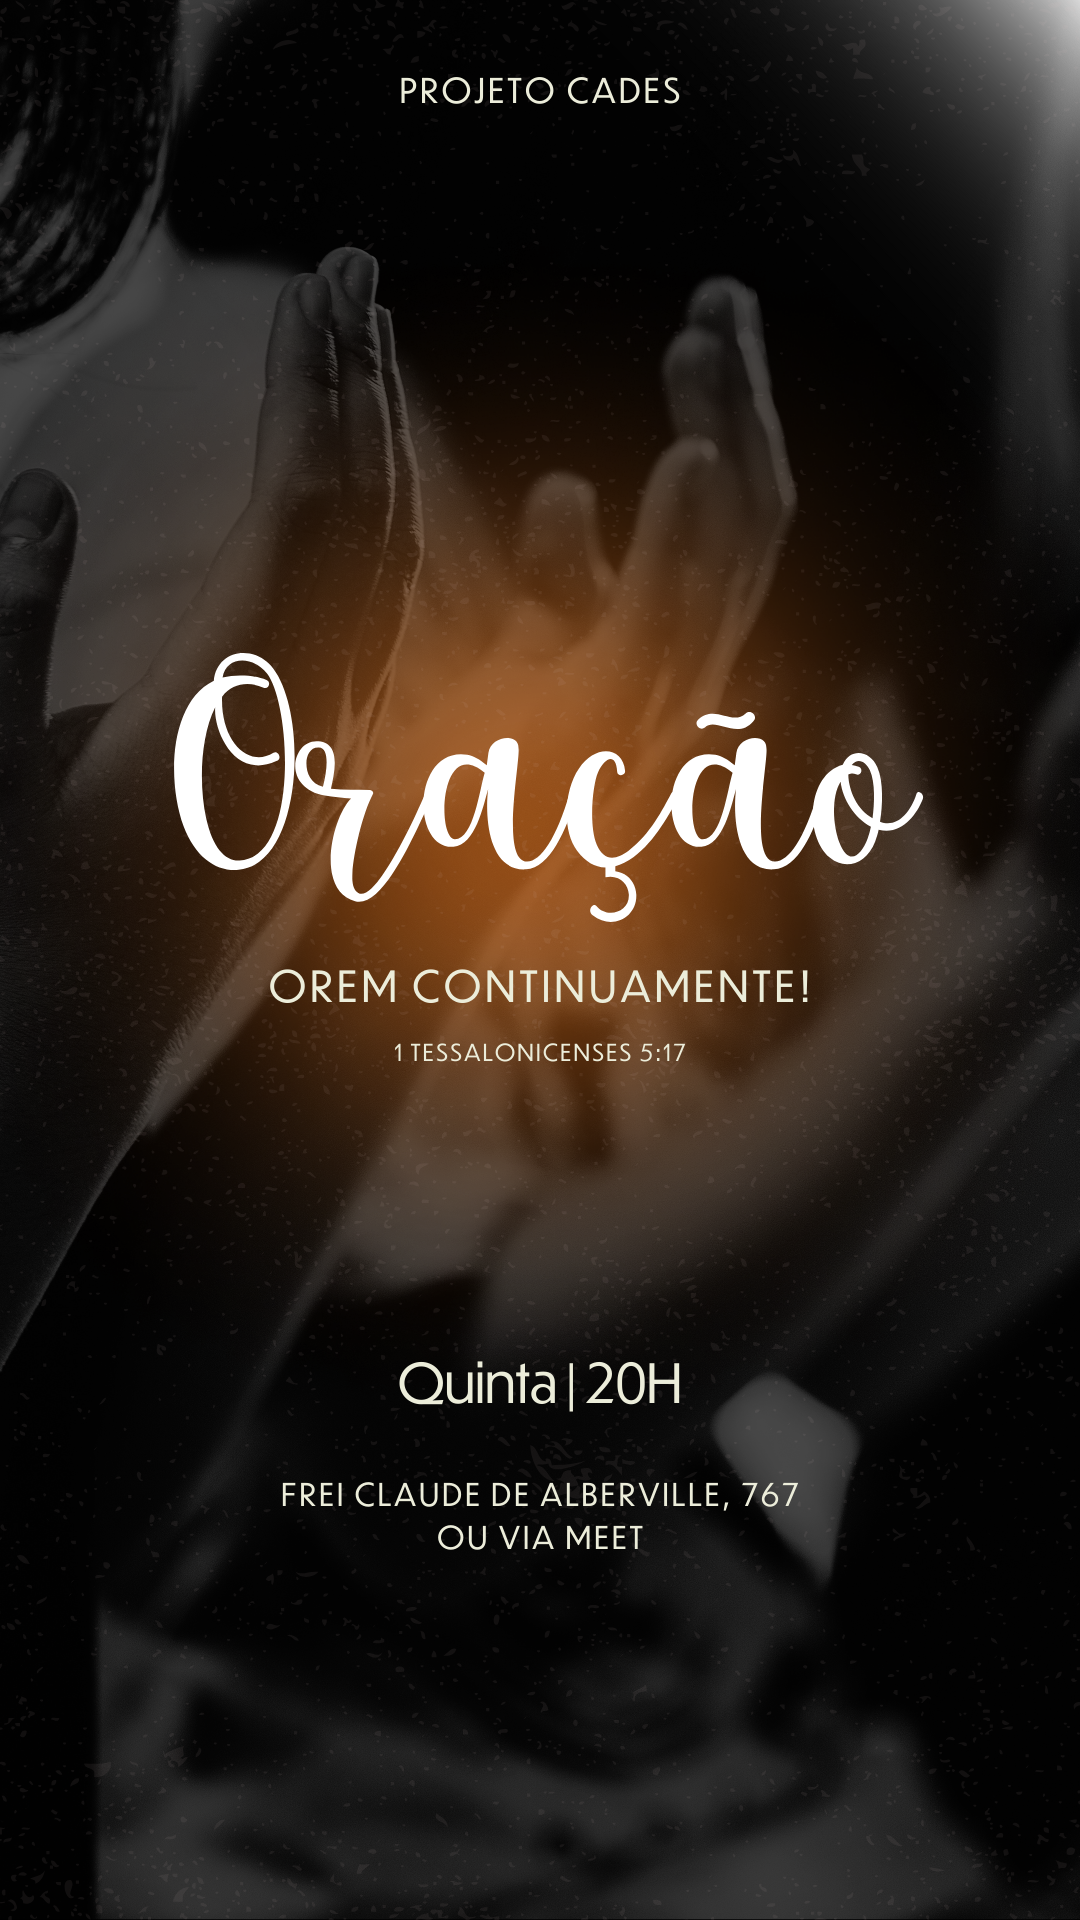 PROJETO CADES
Oração
OREM CONTINUAMENTE!
1 TESSALONICENSES 5:17
Quinta | 20H
FREI CLAUDE DE ALBERVILLE, 767
OU VIA MEET